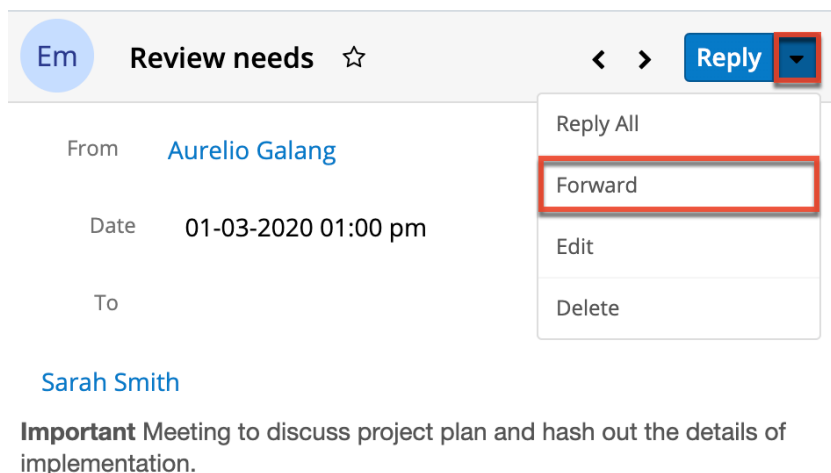 Em Review needs Reply
Reply All
From Aurelio Galang
Forward
Date 01-03-2020 01:00 pm
Edit
To
Delete
Sarah Smith
Important Meeting to discuss project plan and hash out the details of
implementation.